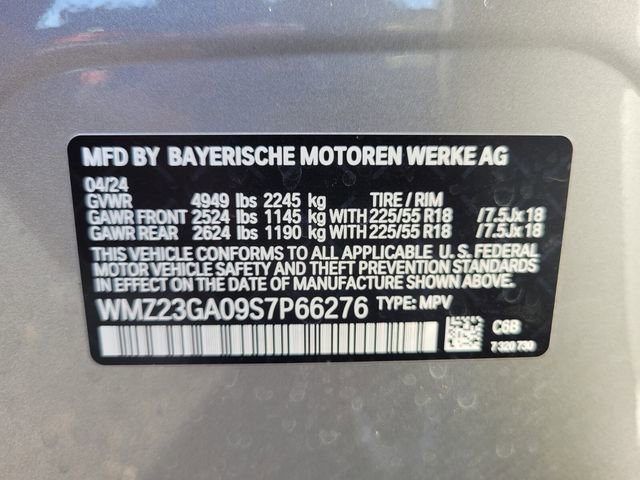 MFD BY BAYERISCHE MOTOREN WERKE AG
04/24
GVWR 4949 lbs 2245 kg TIRE / RIM
GAWR FRONT 2524 lbs 1145 kg WITH 225/55 R18 /7.5Jx18
GAWR REAR 2624 lbs 1190 kg WITH 225/55 R18 /7.5Jx18
THIS VEHICLE CONFORMS TO ALL APPLICABLE U.S. FEDERAL
MOTOR VEHICLE SAFETY AND THEFT PREVENTION
STANDARDS IN EFFECT ON THE DATE OF MANUFACTURE SHOWN ABOVE.
WMZ23GA09S7P66276 TYPE: MPV
C6B
7 320 730